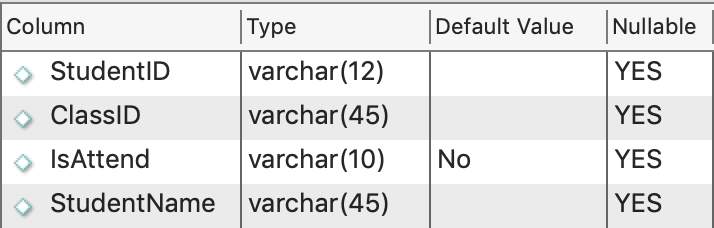 Column Type Default Value Nullable
StudentID varchar(12) YES
ClassID varchar(45) YES
IsAttend varchar(10) No YES
StudentName varchar(45) YES